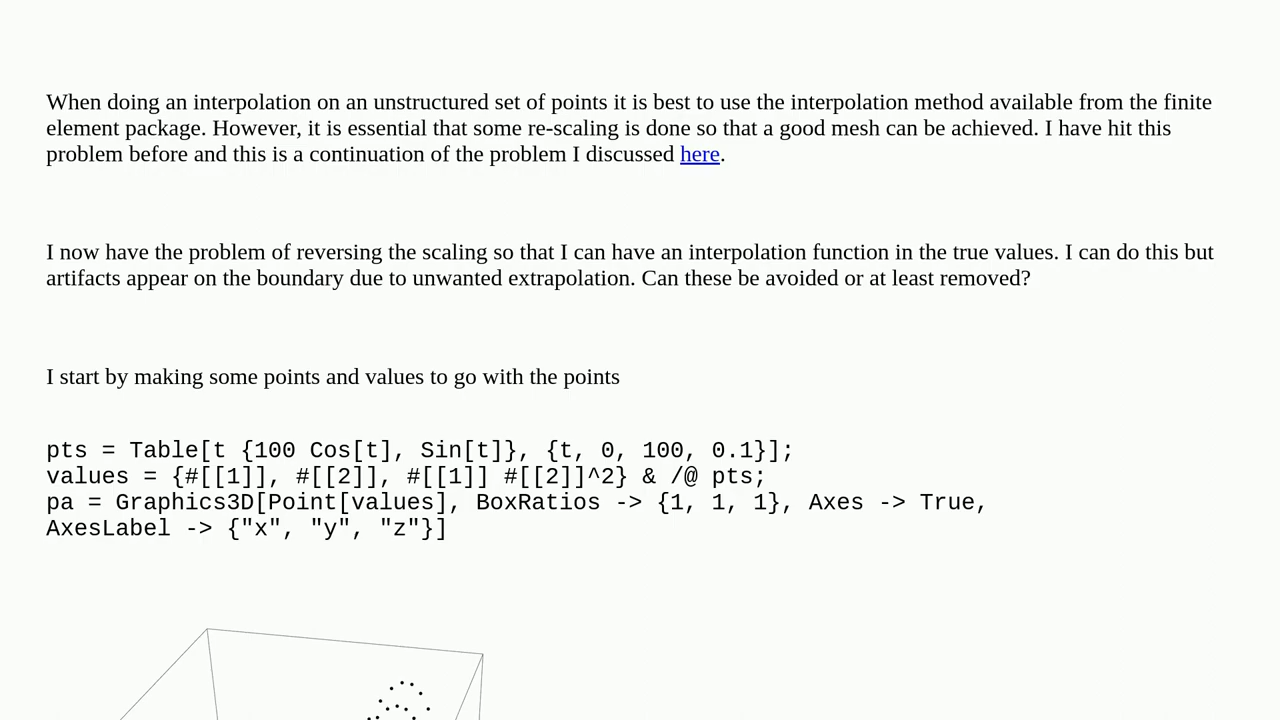 When doing an interpolation on an unstructured set of points it is best to use the interpolation method available from the finite
element package. However, it is essential that some re-scaling is done so that a good mesh can be achieved. I have hit this
problem before and this is a continuation of the problem I discussed here.
I now have the problem of reversing the scaling so that I can have an interpolation function in the true values. I can do this but
artifacts appear on the boundary due to unwanted extrapolation. Can these be avoided or at least removed?
I start by making some points and values to go with the points
pts = Table[t {100 Cos[t], Sin[t]}, {t, 0, 100, 0.1}];
values = {#[[1]], #[[2]], #[[1]] #[[2]]^2} & /@ pts;
pa = Graphics3D[Point[values], BoxRatios -> {1, 1, 1}, Axes -> True,
AxesLabel -> {"x", "y", "z"}]